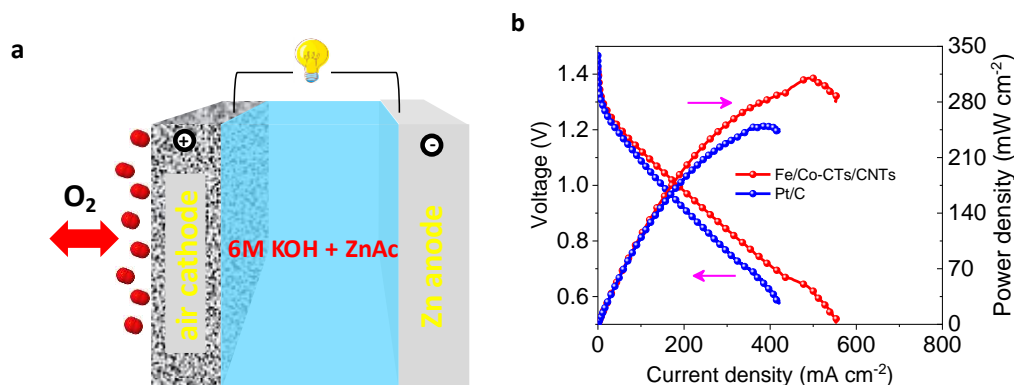 a
O₂
+
-
air cathode
6M KOH + ZnAc
Zn anode
b
Voltage (V)
1.4
1.2
1.0
0.8
0.6
Fe/Co-CTs/CNTs
Pt/C
350
280
210
140
70
0
Power density (mW cm⁻²)
0 200 400 600 800
Current density (mA cm⁻²)